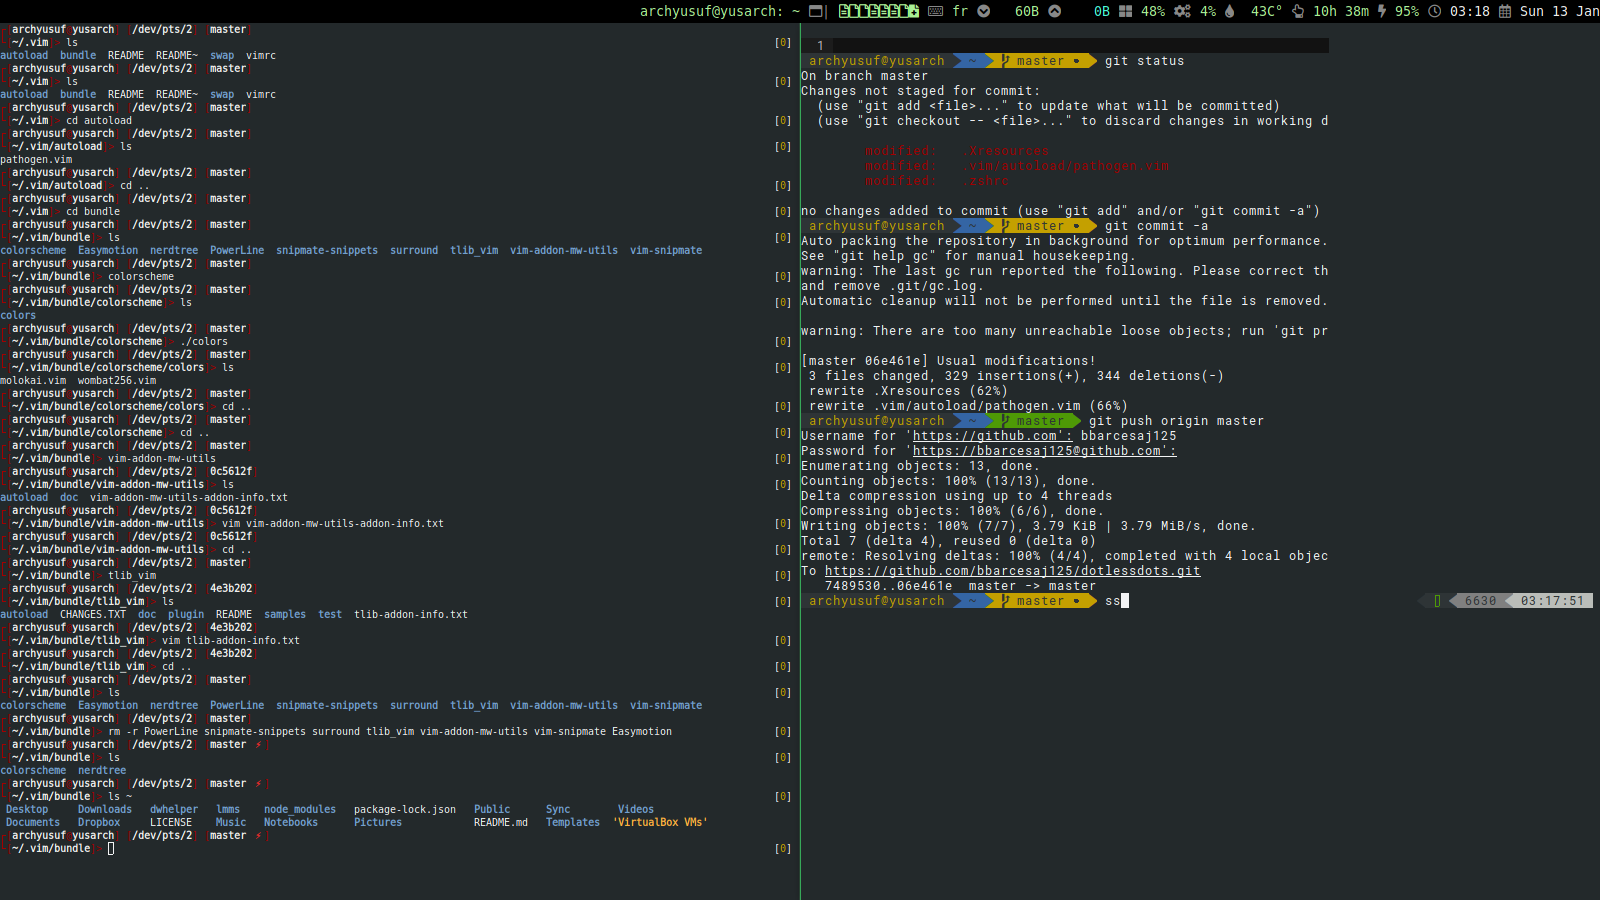 archyusuf@yusarch: ~ fr 60B 0B 48% 4% 43C° 10h 38m 95% 03:18 Sun 13 Jan
[archyusuf yusarch] [/dev/pts/2] [master]
[~/.vim]> ls [0]
autoload bundle README README~ swap vimrc
[archyusuf yusarch] [/dev/pts/2] [master]
[~/.vim]> ls [0]
autoload bundle README README~ swap vimrc
[archyusuf yusarch] [/dev/pts/2] [master]
[~/.vim]> cd autoload [0]
[archyusuf yusarch] [/dev/pts/2] [master]
[~/.vim/autoload]> ls [0]
pathogen.vim
[archyusuf yusarch] [/dev/pts/2] [master]
[~/.vim/autoload]> cd .. [0]
[archyusuf yusarch] [/dev/pts/2] [master]
[~/.vim]> cd bundle [0]
[archyusuf yusarch] [/dev/pts/2] [master]
[~/.vim/bundle]> ls [0]
colorscheme Easymotion nerdtree PowerLine snipmate-snippets surround tlib_vim vim-addon-mw-utils vim-snipmate
[archyusuf yusarch] [/dev/pts/2] [master]
[~/.vim/bundle]> colorscheme [0]
[archyusuf yusarch] [/dev/pts/2] [master]
[~/.vim/bundle/colorscheme]> ls [0]
colors
[archyusuf yusarch] [/dev/pts/2] [master]
[~/.vim/bundle/colorscheme]> ./colors [0]
[archyusuf yusarch] [/dev/pts/2] [master]
[~/.vim/bundle/colorscheme/colors]> ls [0]
molokai.vim wombat256.vim
[archyusuf yusarch] [/dev/pts/2] [master]
[~/.vim/bundle/colorscheme/colors]> cd .. [0]
[archyusuf yusarch] [/dev/pts/2] [master]
[~/.vim/bundle/colorscheme]> cd .. [0]
[archyusuf yusarch] [/dev/pts/2] [master]
[~/.vim/bundle]> vim-addon-mw-utils [0]
[archyusuf yusarch] [/dev/pts/2] [0c5612f]
[~/.vim/bundle/vim-addon-mw-utils]> ls [0]
autoload doc vim-addon-mw-utils-addon-info.txt
[archyusuf yusarch] [/dev/pts/2] [0c5612f]
[~/.vim/bundle/vim-addon-mw-utils]> vim vim-addon-mw-utils-addon-info.txt [0]
[archyusuf yusarch] [/dev/pts/2] [0c5612f]
[~/.vim/bundle/vim-addon-mw-utils]> cd .. [0]
[archyusuf yusarch] [/dev/pts/2] [master]
[~/.vim/bundle]> tlib_vim [0]
[archyusuf yusarch] [/dev/pts/2] [4e3b202]
[~/.vim/bundle/tlib_vim]> ls [0]
autoload CHANGES.TXT doc plugin README samples test tlib-addon-info.txt
[archyusuf yusarch] [/dev/pts/2] [4e3b202]
[~/.vim/bundle/tlib_vim]> vim tlib-addon-info.txt [0]
[archyusuf yusarch] [/dev/pts/2] [4e3b202]
[~/.vim/bundle/tlib_vim]> cd .. [0]
[archyusuf yusarch] [/dev/pts/2] [master]
[~/.vim/bundle]> ls [0]
colorscheme Easymotion nerdtree PowerLine snipmate-snippets surround tlib_vim vim-addon-mw-utils vim-snipmate
[archyusuf yusarch] [/dev/pts/2] [master]
[~/.vim/bundle]> rm -r PowerLine snipmate-snippets surround tlib_vim vim-addon-mw-utils vim-snipmate Easymotion [0]
[archyusuf yusarch] [/dev/pts/2] [master ⚡]
[~/.vim/bundle]> ls [0]
colorscheme nerdtree
[archyusuf yusarch] [/dev/pts/2] [master ⚡]
[~/.vim/bundle]> ls ~ [0]
Desktop Downloads dwhelper lmms node_modules package-lock.json Public Sync Videos
Documents Dropbox LICENSE Music Notebooks Pictures README.md Templates 'VirtualBox VMs'
[archyusuf yusarch] [/dev/pts/2] [master ⚡]
[~/.vim/bundle]> [0]
1
archyusuf@yusarch ~ master ● git status
On branch master
Changes not staged for commit:
(use "git add <file>..." to update what will be committed)
(use "git checkout -- <file>..." to discard changes in working d
modified: .Xresources
modified: .vim/autoload/pathogen.vim
modified: .zshrc
no changes added to commit (use "git add" and/or "git commit -a")
archyusuf@yusarch ~ master ● git commit -a
Auto packing the repository in background for optimum performance.
See "git help gc" for manual housekeeping.
warning: The last gc run reported the following. Please correct th
and remove .git/gc.log.
Automatic cleanup will not be performed until the file is removed.
warning: There are too many unreachable loose objects; run 'git pr
[master 06e461e] Usual modifications!
3 files changed, 329 insertions(+), 344 deletions(-)
rewrite .Xresources (62%)
rewrite .vim/autoload/pathogen.vim (66%)
archyusuf@yusarch ~ master git push origin master
Username for 'https://github.com': bbarcesaj125
Password for 'https://bbarcesaj125@github.com':
Enumerating objects: 13, done.
Counting objects: 100% (13/13), done.
Delta compression using up to 4 threads
Compressing objects: 100% (6/6), done.
Writing objects: 100% (7/7), 3.79 KiB | 3.79 MiB/s, done.
Total 7 (delta 4), reused 0 (delta 0)
remote: Resolving deltas: 100% (4/4), completed with 4 local objec
To https://github.com/bbarcesaj125/dotlessdots.git
7489530..06e461e master -> master
archyusuf@yusarch ~ master ● ss 6630 03:17:51